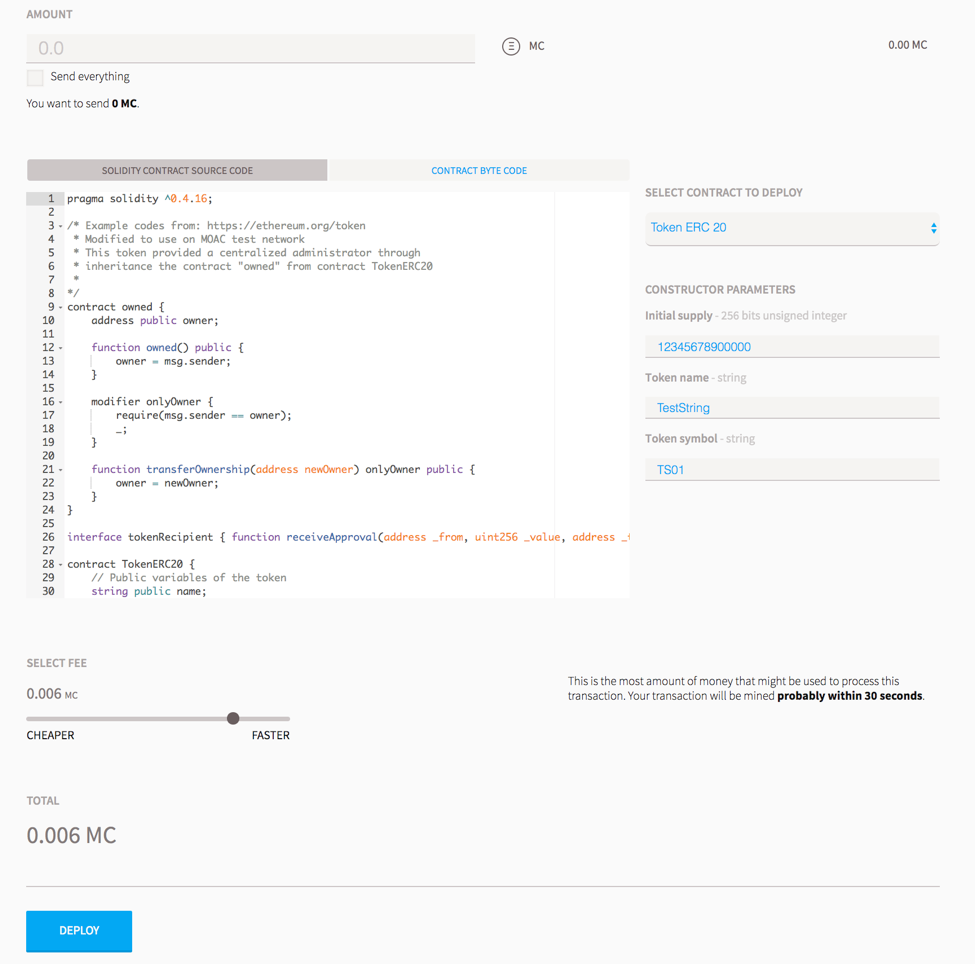 AMOUNT
0.0
MC
0.00 MC
Send everything
You want to send 0 MC.
SOLIDITY CONTRACT SOURCE CODE
CONTRACT BYTE CODE
1 pragma solidity ^0.4.16;
2
3 /* Example codes from: https://ethereum.org/token
4 * Modified to use on MOAC test network
5 * This token provided a centralized administrator through
6 * inheritance the contract "owned" from contract TokenERC20
7 *
8 */
9 contract owned {
10 address public owner;
11
12 function owned() public {
13 owner = msg.sender;
14 }
15
16 modifier onlyOwner {
17 require(msg.sender == owner);
18 _;
19 }
20
21 function transferOwnership(address newOwner) onlyOwner public {
22 owner = newOwner;
23 }
24 }
25
26 interface tokenRecipient { function receiveApproval(address _from, uint256 _value, address
27
28 contract TokenERC20 {
29 // Public variables of the token
30 string public name;
SELECT CONTRACT TO DEPLOY
Token ERC 20
CONSTRUCTOR PARAMETERS
Initial supply - 256 bits unsigned integer
12345678900000
Token name - string
TestString
Token symbol - string
TS01
SELECT FEE
0.006 MC
CHEAPER
FASTER
This is the most amount of money that might be used to process this
transaction. Your transaction will be mined probably within 30 seconds.
TOTAL
0.006 MC
DEPLOY